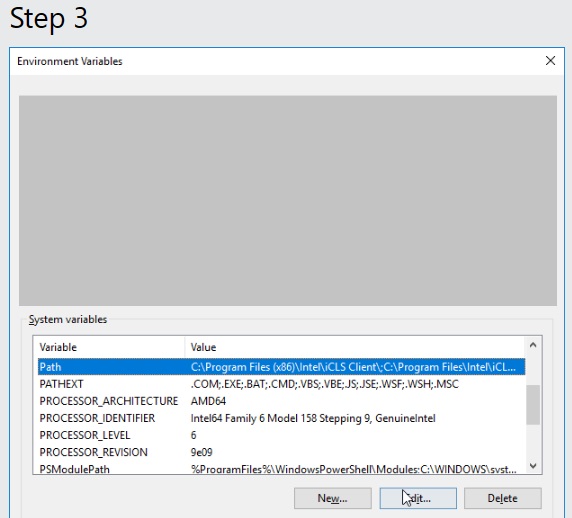 Step 3
Environment Variables
System variables
Variable Value
Path C:\Program Files (x86)\Intel\iCLS Client\;C:\Program Files\Intel\iCL...
PATHEXT .COM;.EXE;.BAT;.CMD;.VBS;.VBE;.JS;.JSE;.WSF;.WSH;.MSC
PROCESSOR_ARCHITECTURE AMD64
PROCESSOR_IDENTIFIER Intel64 Family 6 Model 158 Stepping 9, GenuineIntel
PROCESSOR_LEVEL 6
PROCESSOR_REVISION 9e09
PSModulePath %ProgramFiles%\WindowsPowerShell\Modules;C:\WINDOWS\syst...
New... Edit... Delete